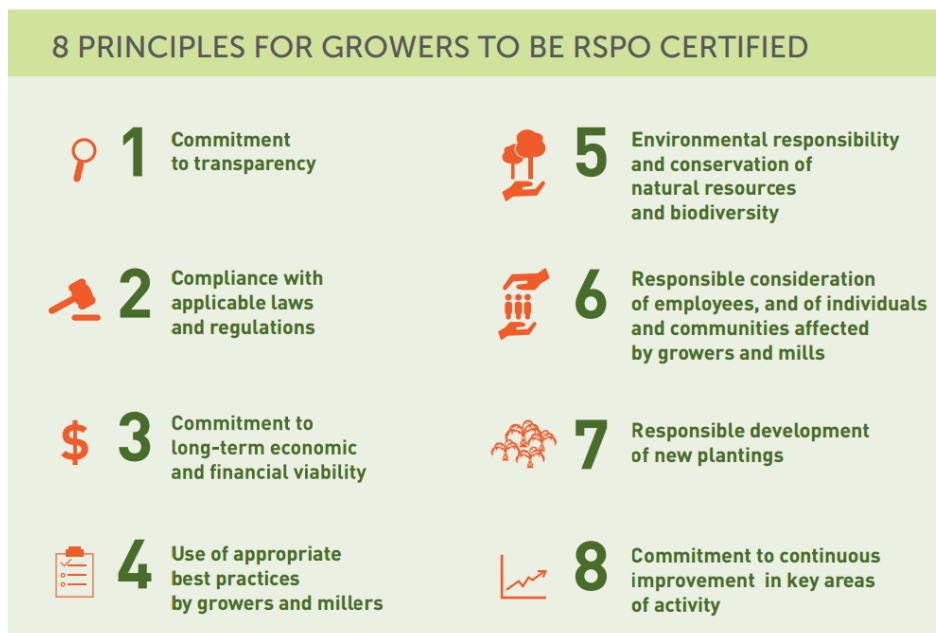 8 PRINCIPLES FOR GROWERS TO BE RSPO CERTIFIED
1
Commitment
to transparency
2
Compliance with
applicable laws
and regulations
$
3
Commitment to
long-term economic
and financial viability
4
Use of appropriate
best practices
by growers and millers
5
Environmental responsibility
and conservation of
natural resources
and biodiversity
6
Responsible consideration
of employees, and of individuals
and communities affected
by growers and mills
7
Responsible development
of new plantings
8
Commitment to continuous
improvement in key areas
of activity